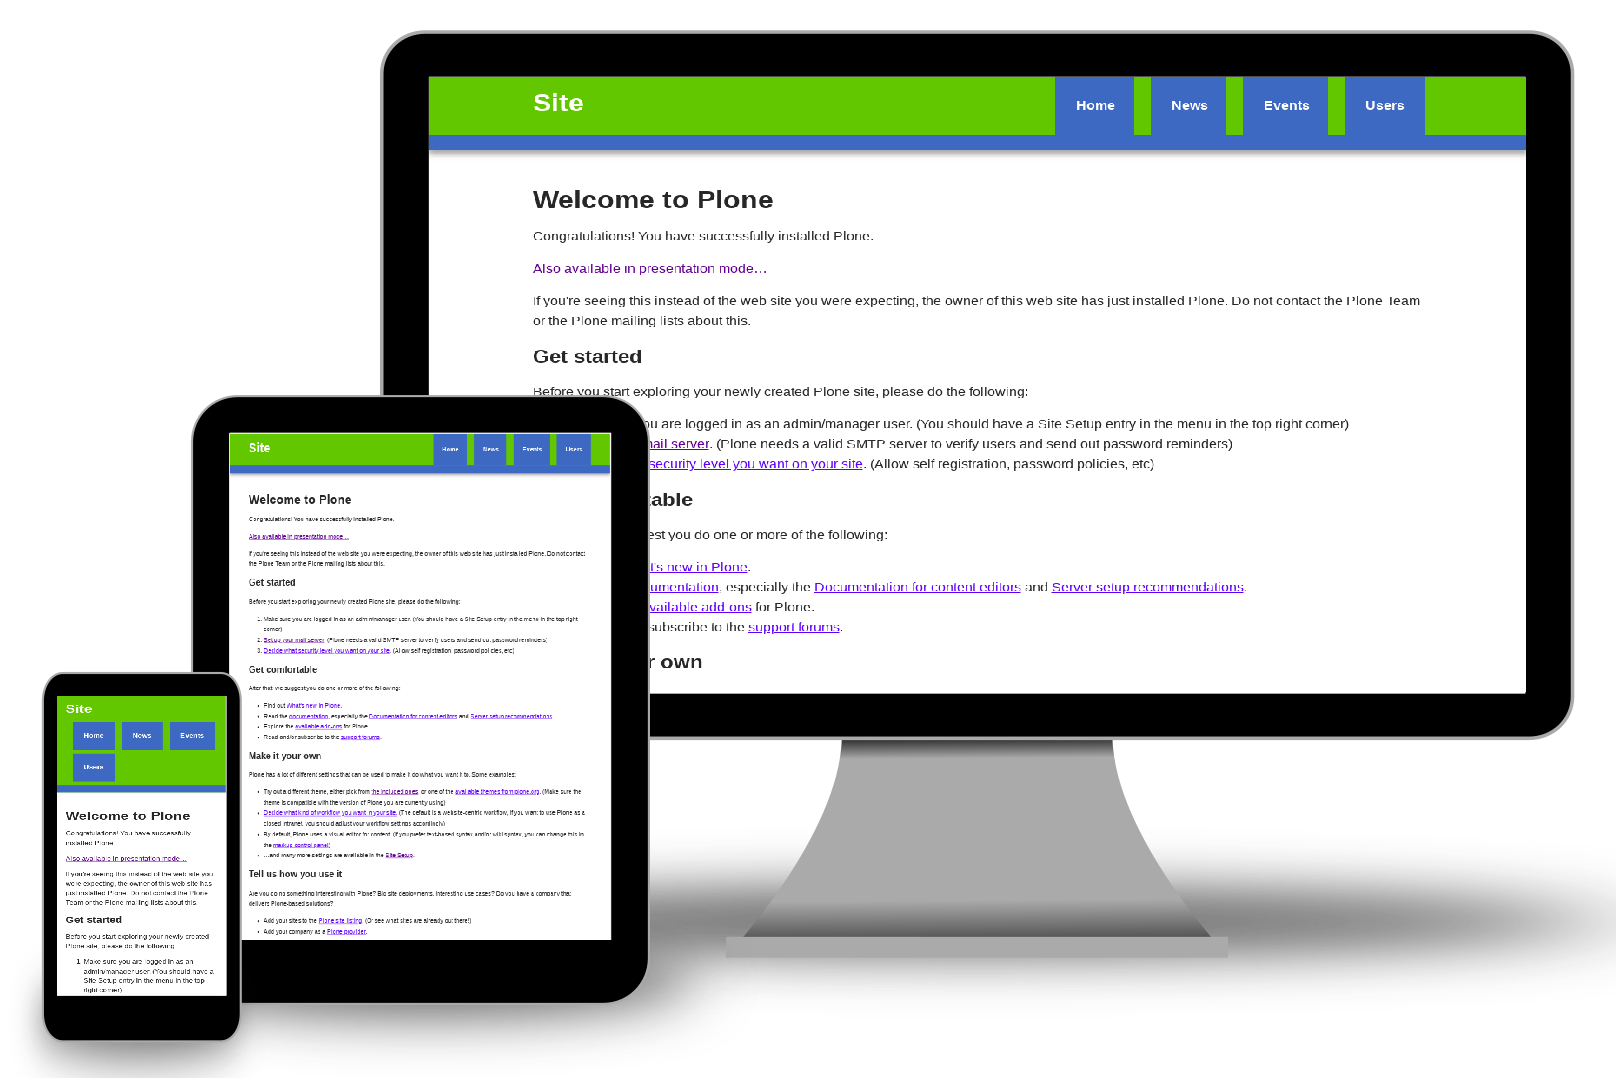 Site
Home News Events Users
Welcome to Plone
Congratulations! You have successfully installed Plone.
Also available in presentation mode…
If you're seeing this instead of the web site you were expecting, the owner of this web site has just installed Plone. Do not contact the Plone Team
or the Plone mailing lists about this.
Get started
Before you start exploring your newly created Plone site, please do the following:
you are logged in as an admin/manager user. (You should have a Site Setup entry in the menu in the top right corner)
mail server. (Plone needs a valid SMTP server to verify users and send out password reminders)
security level you want on your site. (Allow self registration, password policies, etc)
est you do one or more of the following:
t's new in Plone.
umentation, especially the Documentation for content editors and Server setup recommendations.
vailable add-ons for Plone.
subscribe to the support forums.
r own
Site
Home News Events Users
Welcome to Plone
Congratulations! You have successfully installed Plone.
Also available in presentation mode…
If you're seeing this instead of the web site you were expecting, the owner of this web site has just installed Plone. Do not contact
the Plone Team or the Plone mailing lists about this.
Get started
Before you start exploring your newly created Plone site, please do the following:
1. Make sure you are logged in as an admin/manager user. (You should have a Site Setup entry in the menu in the top right
corner)
2. Set up your mail server. (Plone needs a valid SMTP server to verify users and send out password reminders)
3. Decide what security level you want on your site. (Allow self registration, password policies, etc)
Get comfortable
After that, we suggest you do one or more of the following:
• Find out What's new in Plone.
• Read the documentation, especially the Documentation for content editors and Server setup recommendations.
• Explore the available add-ons for Plone.
• Read and/or subscribe to the support forums.
Make it your own
Plone has a lot of different settings that can be used to make it do what you want it to. Some examples:
• Try out a different theme, either pick from the included ones, or one of the available themes from plone.org. (Make sure the
theme is compatible with the version of Plone you are currently using)
• Decide what kind of workflow you want in your site. (The default is a website-centric workflow, if you want to use Plone as a
closed intranet, you should adjust your workflow settings accordingly)
• By default, Plone uses a visual editor for content. (If you prefer text-based syntax and/or wiki syntax, you can change this in
the markup control panel)
• …and many more settings are available in the Site Setup.
Tell us how you use it
Are you doing something interesting with Plone? Big site deployments, interesting use cases? Do you have a company that
delivers Plone-based solutions?
• Add your sites to the Plone site listing. (Or see what sites are already out there!)
• Add your company as a Plone provider.
Site
Home News Events
Users
Welcome to Plone
Congratulations! You have successfully
installed Plone.
Also available in presentation mode…
If you're seeing this instead of the web site you
were expecting, the owner of this web site has
just installed Plone. Do not contact the Plone
Team or the Plone mailing lists about this.
Get started
Before you start exploring your newly created
Plone site, please do the following:
1. Make sure you are logged in as an
admin/manager user. (You should have a
Site Setup entry in the menu in the top
right corner)